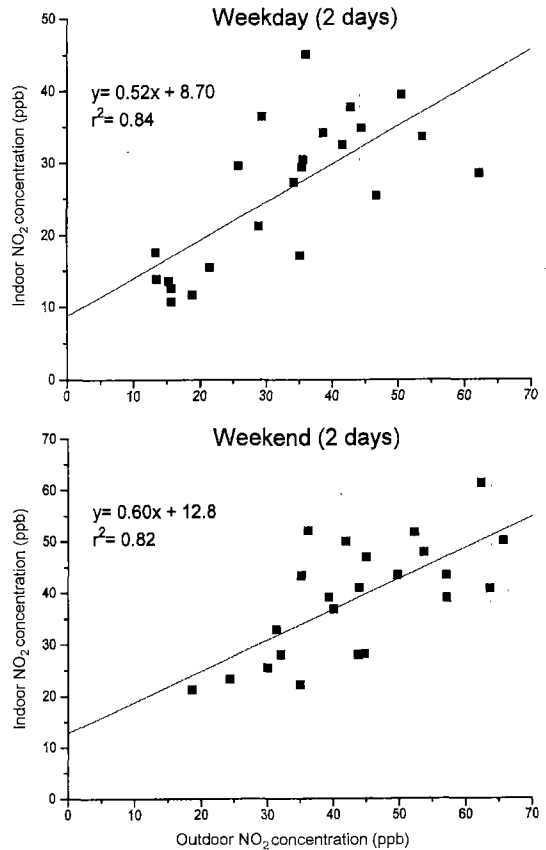 Weekday (2 days)
y= 0.52x + 8.70
r²= 0.84
Indoor NO₂ concentration (ppb)
50
40
30
20
10
0
0 10 20 30 40 50 60 70
Weekend (2 days)
y= 0.60x + 12.8
r²= 0.82
Indoor NO₂ concentration (ppb)
70
60
50
40
30
20
10
0
0 10 20 30 40 50 60 70
Outdoor NO₂ concentration (ppb)